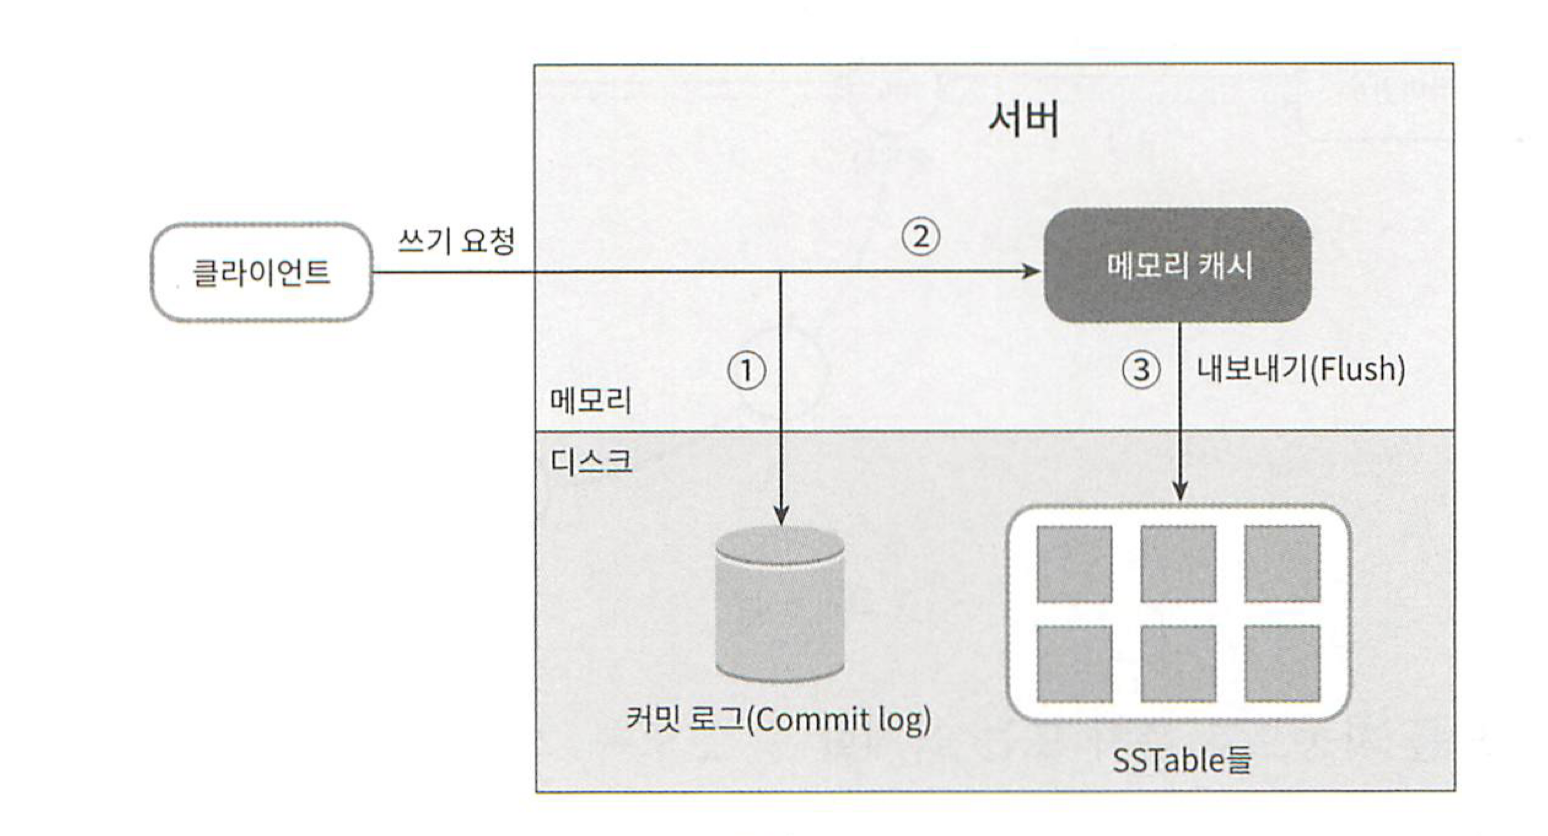 서버
쓰기 요청
②
클라이언트
메모리 캐시
①
③
내보내기(Flush)
메모리
디스크
커밋 로그(Commit log)
SSTable들